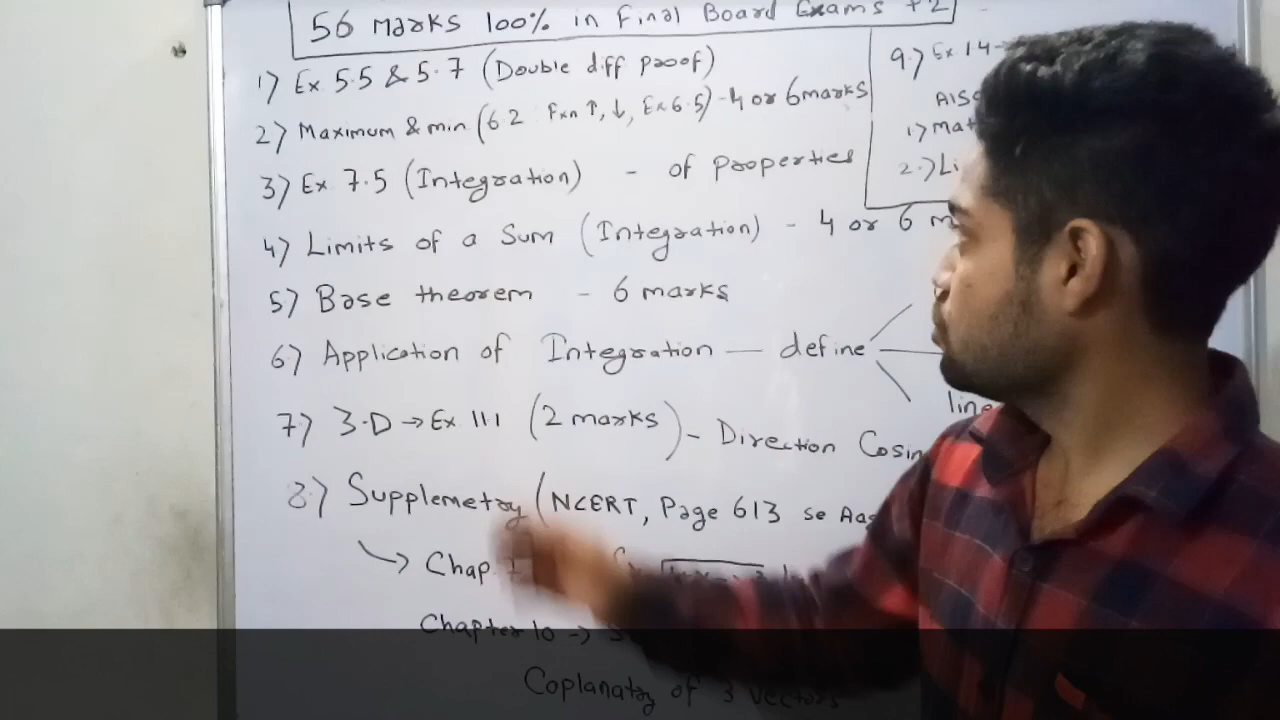 56 marks 100% in Final Board Exams +2
1) Ex 5.5 & 5.7 (Double diff proof)
2) Maximum & min (6.2 Fxn ↑, ↓, Ex 6.5) - 4 or 6 marks
3) Ex 7.5 (Integration) - of properties
4) Limits of a Sum (Integration) - 4 or 6 m
5) Base theorem - 6 marks
6) Application of Integration — define
line
7) 3-D → Ex 11.1 (2 marks) - Direction Cosin
8) Supplemetry (NCERT, Page 613 se Aag
→ Chap
Chapter 10 →
Coplanatry of 3 vectors
9.) Ex 14
Also
1) Mat
2.) Li